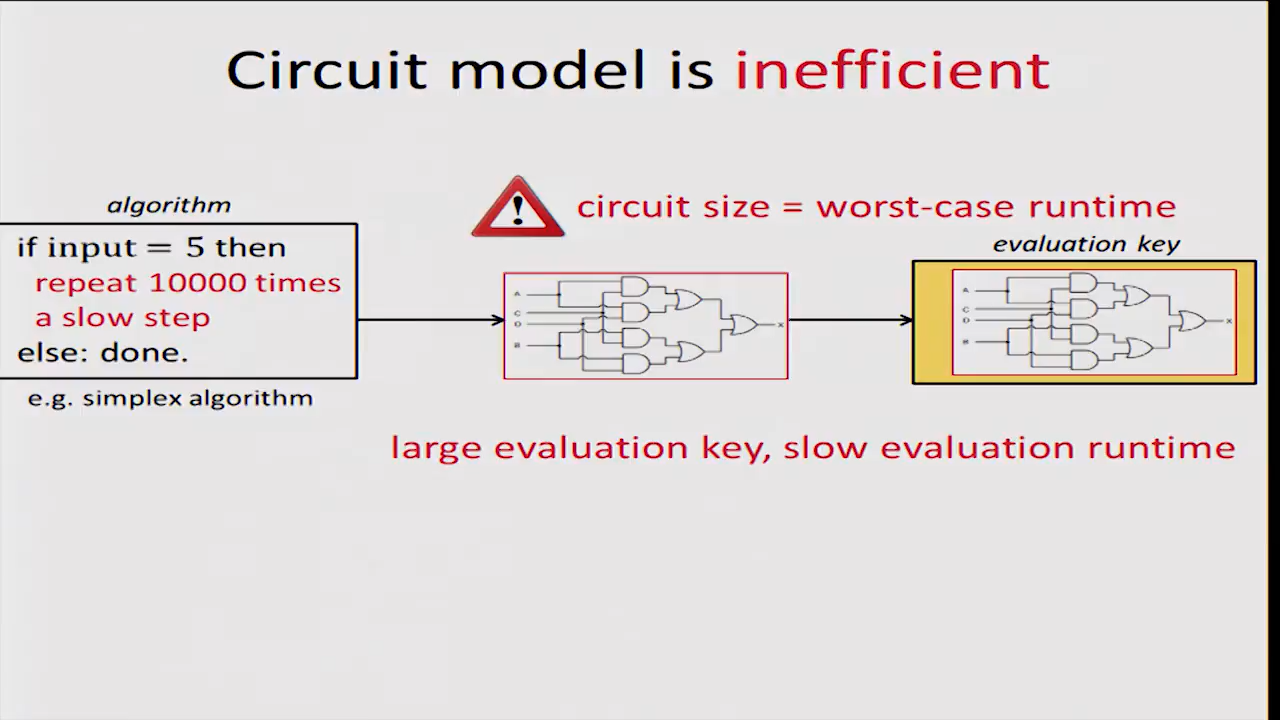 Circuit model is inefficient
algorithm
if input = 5 then
repeat 10000 times
a slow step
else: done.
e.g. simplex algorithm
!
circuit size = worst-case runtime
evaluation key
A
C
D
B
x
A
C
D
B
x
large evaluation key, slow evaluation runtime